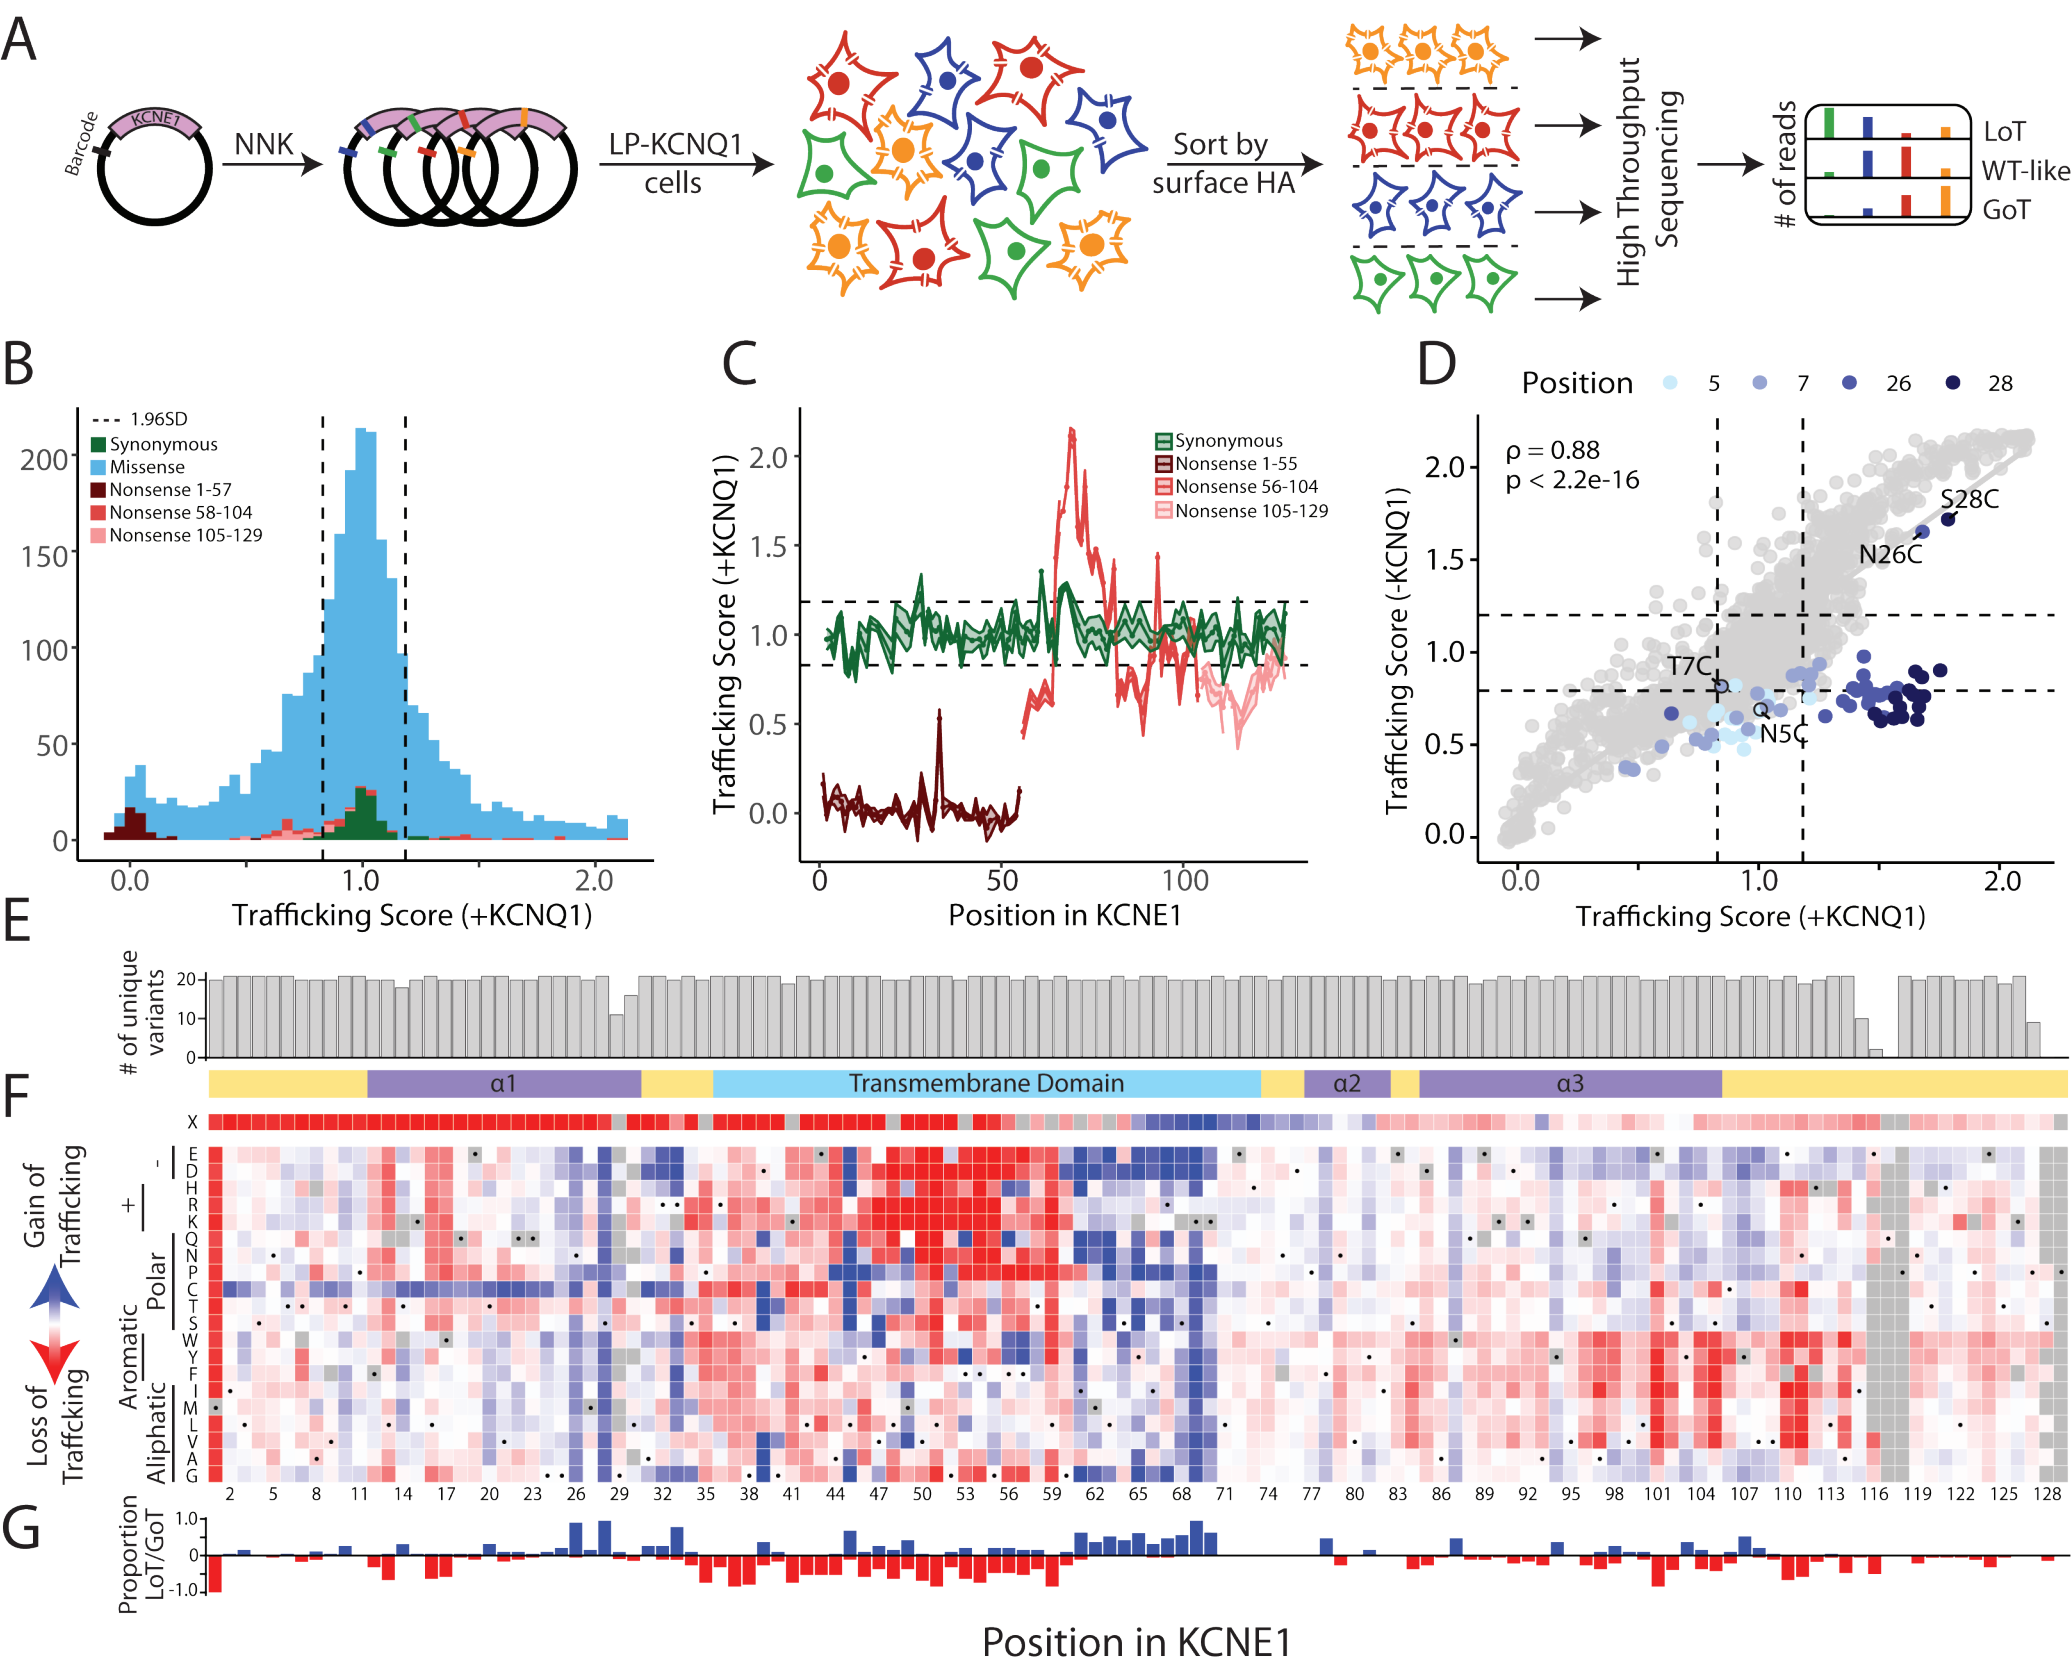 A
Barcode
KCNE1
NNK
LP-KCNQ1
cells
Sort by
surface HA
High Throughput
Sequencing
# of reads
LoT
WT-like
GoT
B
1.96SD
Synonymous
Missense
Nonsense 1-57
Nonsense 58-104
Nonsense 105-129
200
150
100
50
0
0.0
1.0
2.0
Trafficking Score (+KCNQ1)
C
Trafficking Score (+KCNQ1)
Synonymous
Nonsense 1-55
Nonsense 56-104
Nonsense 105-129
2.0
1.5
1.0
0.5
0.0
0
50
100
Position in KCNE1
D
Position
5
7
26
28
Trafficking Score (-KCNQ1)
ρ = 0.88
p < 2.2e-16
2.0
1.5
1.0
0.5
0.0
S28C
N26C
T7C
N5C
0.0
1.0
2.0
Trafficking Score (+KCNQ1)
E
# of unique
variants
20
10
0
α1
Transmembrane Domain
α2
α3
F
Gain of
Trafficking
Loss of
Traffcking
-
+
Polar
Aromatic
Aliphatic
X
E
D
H
R
K
Q
N
P
C
T
S
W
Y
F
I
M
L
V
A
G
2 5 8 11 14 17 20 23 26 29 32 35 38 41 44 47 50 53 56 59 62 65 68 71 74 77 80 83 86 89 92 95 98 101 104 107 110 113 116 119 122 125 128
G
Proportion
LoT/GoT
1.0
0
-1.0
Position in KCNE1